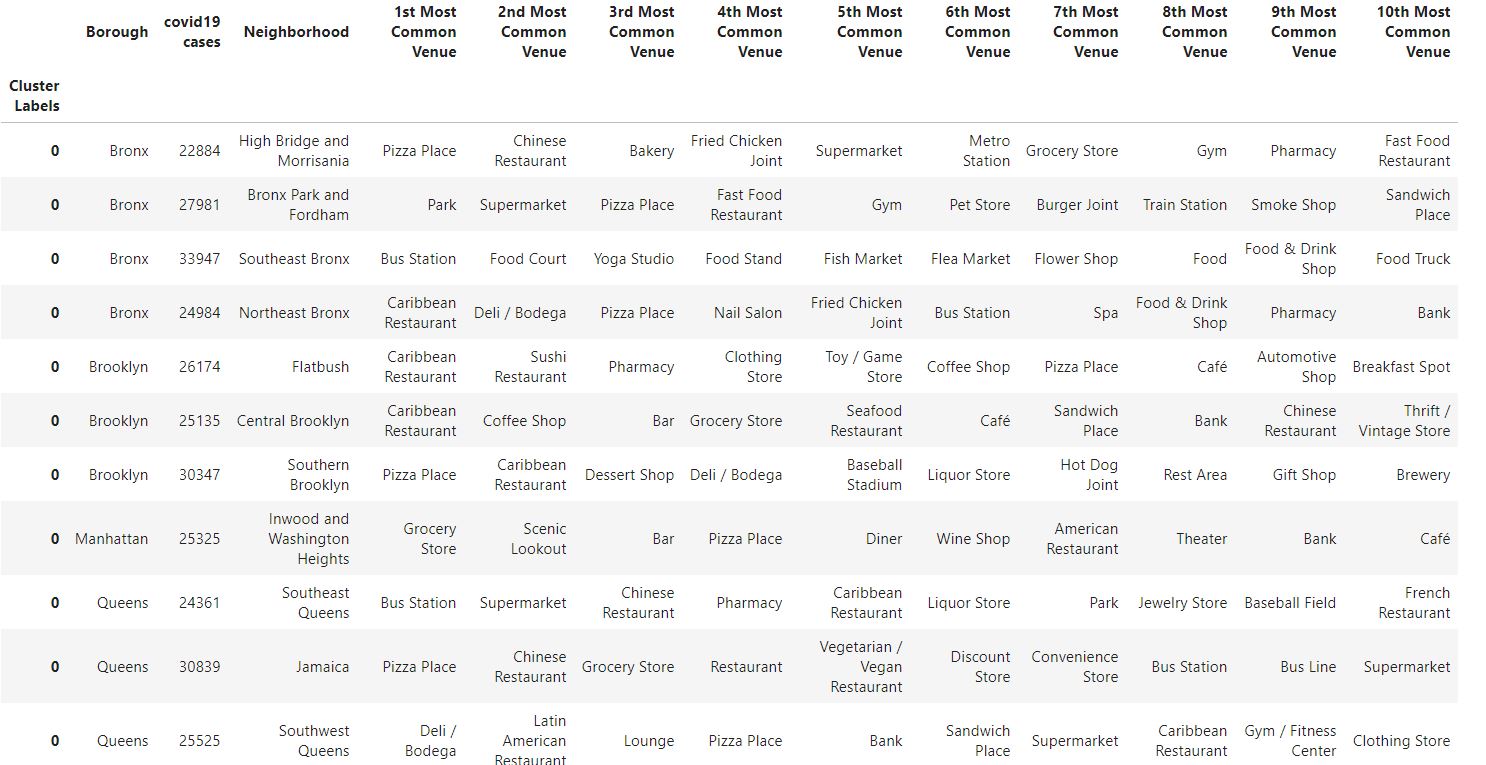 Borough covid19 cases Neighborhood 1st Most Common Venue 2nd Most Common Venue 3rd Most Common Venue 4th Most Common Venue 5th Most Common Venue 6th Most Common Venue 7th Most Common Venue 8th Most Common Venue 9th Most Common Venue 10th Most Common Venue
Cluster Labels
0 Bronx 22884 High Bridge and Morrisania Pizza Place Chinese Restaurant Bakery Fried Chicken Joint Supermarket Metro Station Grocery Store Gym Pharmacy Fast Food Restaurant
0 Bronx 27981 Bronx Park and Fordham Park Supermarket Pizza Place Fast Food Restaurant Gym Pet Store Burger Joint Train Station Smoke Shop Sandwich Place
0 Bronx 33947 Southeast Bronx Bus Station Food Court Yoga Studio Food Stand Fish Market Flea Market Flower Shop Food Food & Drink Shop Food Truck
0 Bronx 24984 Northeast Bronx Caribbean Restaurant Deli / Bodega Pizza Place Nail Salon Fried Chicken Joint Bus Station Spa Food & Drink Shop Pharmacy Bank
0 Brooklyn 26174 Flatbush Caribbean Restaurant Sushi Restaurant Pharmacy Clothing Store Toy / Game Store Coffee Shop Pizza Place Café Automotive Shop Breakfast Spot
0 Brooklyn 25135 Central Brooklyn Caribbean Restaurant Coffee Shop Bar Grocery Store Seafood Restaurant Café Sandwich Place Bank Chinese Restaurant Thrift / Vintage Store
0 Brooklyn 30347 Southern Brooklyn Pizza Place Caribbean Restaurant Dessert Shop Deli / Bodega Baseball Stadium Liquor Store Hot Dog Joint Rest Area Gift Shop Brewery
0 Manhattan 25325 Inwood and Washington Heights Grocery Store Scenic Lookout Bar Pizza Place Diner Wine Shop American Restaurant Theater Bank Café
0 Queens 24361 Southeast Queens Bus Station Supermarket Chinese Restaurant Pharmacy Caribbean Restaurant Liquor Store Park Jewelry Store Baseball Field French Restaurant
0 Queens 30839 Jamaica Pizza Place Chinese Restaurant Grocery Store Restaurant Vegetarian / Vegan Restaurant Discount Store Convenience Store Bus Station Bus Line Supermarket
0 Queens 25525 Southwest Queens Deli / Bodega Latin American Restaurant Lounge Pizza Place Bank Sandwich Place Supermarket Caribbean Restaurant Gym / Fitness Center Clothing Store